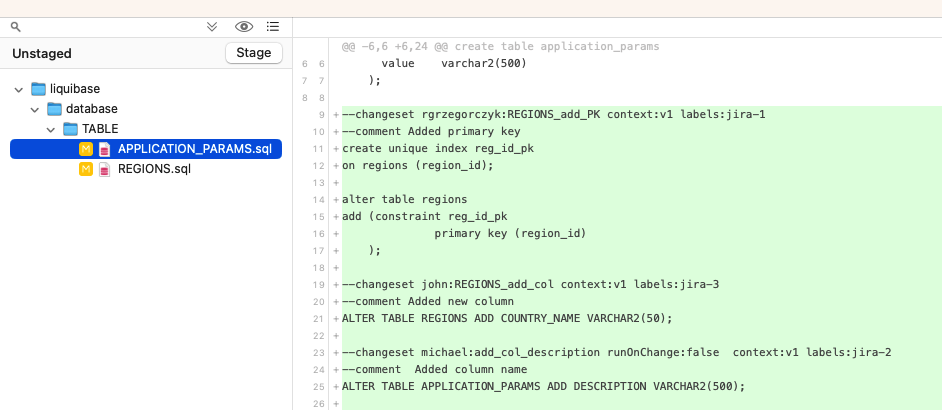 Unstaged
Stage
liquibase
database
TABLE
M APPLICATION_PARAMS.sql
M REGIONS.sql
@@ -6,6 +6,24 @@ create table application_params
6 6 value varchar2(500)
7 7 );
8 8
9 +--changeset rgrzegorczyk:REGIONS_add_PK context:v1 labels:jira-1
10 +--comment Added primary key
11 +create unique index reg_id_pk
12 +on regions (region_id);
13 +
14 +alter table regions
15 +add (constraint reg_id_pk
16 + primary key (region_id)
17 + );
18 +
19 +--changeset john:REGIONS_add_col context:v1 labels:jira-3
20 +--comment Added new column
21 +ALTER TABLE REGIONS ADD COUNTRY_NAME VARCHAR2(50);
22 +
23 +--changeset michael:add_col_description runOnChange:false  context:v1 labels:jira-2
24 +--comment  Added column name
25 +ALTER TABLE APPLICATION_PARAMS ADD DESCRIPTION VARCHAR2(500);
26 +